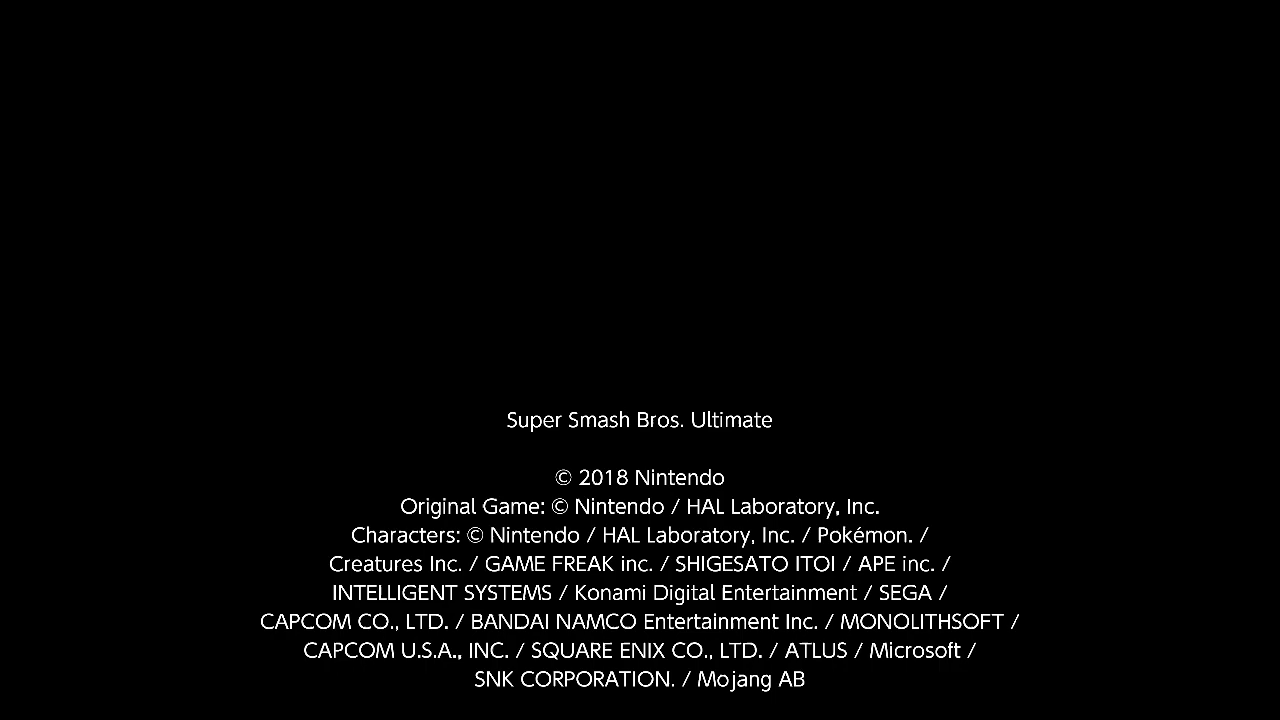 Super Smash Bros. Ultimate
© 2018 Nintendo
Original Game: © Nintendo / HAL Laboratory, Inc.
Characters: © Nintendo / HAL Laboratory, Inc. / Pokémon. /
Creatures Inc. / GAME FREAK inc. / SHIGESATO ITOI / APE inc. /
INTELLIGENT SYSTEMS / Konami Digital Entertainment / SEGA /
CAPCOM CO., LTD. / BANDAI NAMCO Entertainment Inc. / MONOLITHSOFT /
CAPCOM U.S.A., INC. / SQUARE ENIX CO., LTD. / ATLUS / Microsoft /
SNK CORPORATION. / Mojang AB